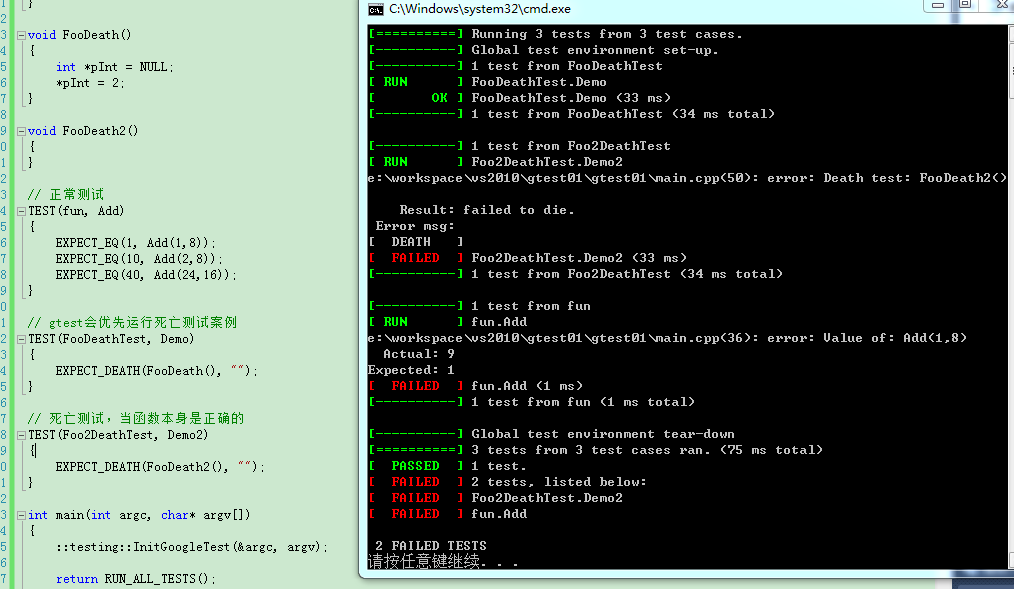 }
void FooDeath()
{
int *pInt = NULL;
*pInt = 2;
}
void FooDeath2()
{
}
// 正常测试
TEST(fun, Add)
{
EXPECT_EQ(1, Add(1,8));
EXPECT_EQ(10, Add(2,8));
EXPECT_EQ(40, Add(24,16));
}
// gtest会优先运行死亡测试案例
TEST(FooDeathTest, Demo)
{
EXPECT_DEATH(FooDeath(), "");
}
// 死亡测试，当函数本身是正确的
TEST(Foo2DeathTest, Demo2)
{
EXPECT_DEATH(FooDeath2(), "");
}
int main(int argc, char* argv[])
{
::testing::InitGoogleTest(&argc, argv);
return RUN_ALL_TESTS();
C:\Windows\system32\cmd.exe
[==========] Running 3 tests from 3 test cases.
[----------] Global test environment set-up.
[----------] 1 test from FooDeathTest
[ RUN      ] FooDeathTest.Demo
[       OK ] FooDeathTest.Demo (33 ms)
[----------] 1 test from FooDeathTest (34 ms total)
[----------] 1 test from Foo2DeathTest
[ RUN      ] Foo2DeathTest.Demo2
e:\workspace\vs2010\gtest01\gtest01\main.cpp(50): error: Death test: FooDeath2()
Result: failed to die.
Error msg:
[  DEATH   ]
[  FAILED  ] Foo2DeathTest.Demo2 (33 ms)
[----------] 1 test from Foo2DeathTest (34 ms total)
[----------] 1 test from fun
[ RUN      ] fun.Add
e:\workspace\vs2010\gtest01\gtest01\main.cpp(36): error: Value of: Add(1,8)
Actual: 9
Expected: 1
[  FAILED  ] fun.Add (1 ms)
[----------] 1 test from fun (1 ms total)
[----------] Global test environment tear-down
[==========] 3 tests from 3 test cases ran. (75 ms total)
[  PASSED  ] 1 test.
[  FAILED  ] 2 tests, listed below:
[  FAILED  ] Foo2DeathTest.Demo2
[  FAILED  ] fun.Add
2 FAILED TESTS
请按任意键继续. . .